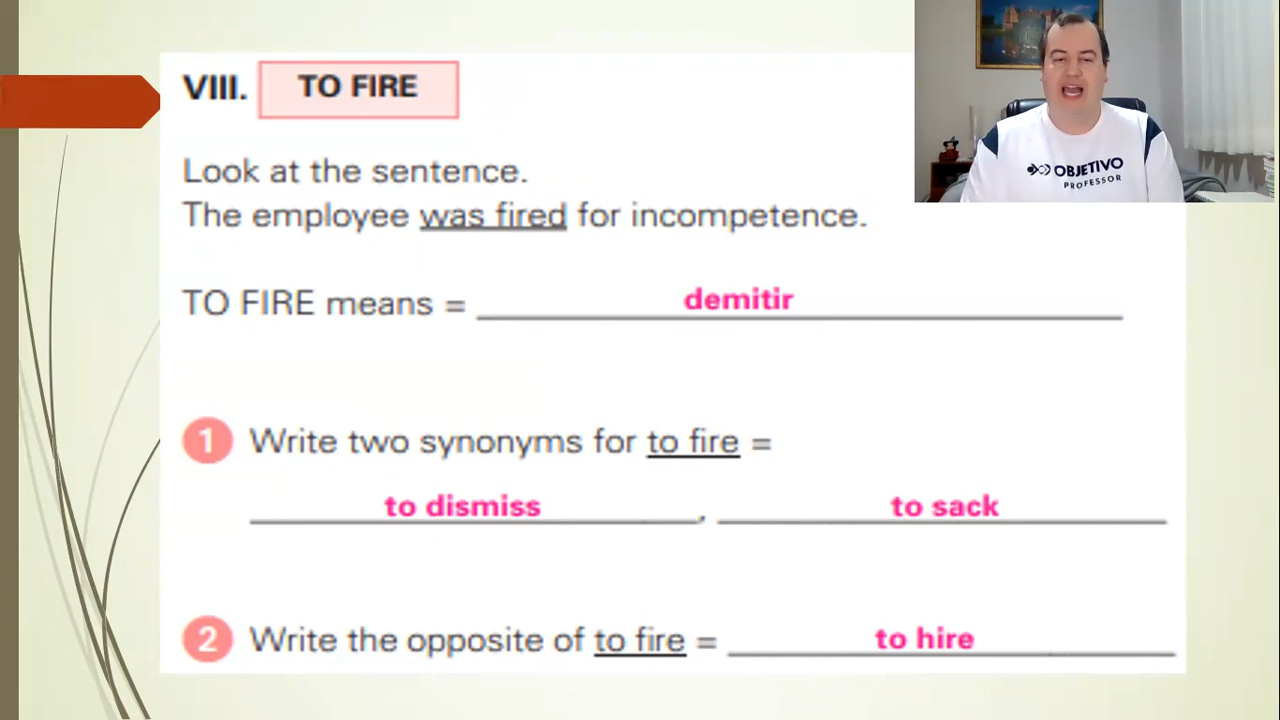 VIII. TO FIRE
OBJETIVO
PROFESSOR
Look at the sentence.
The employee was fired for incompetence.
TO FIRE means = demitir
1 Write two synonyms for to fire =
to dismiss, to sack
2 Write the opposite of to fire = to hire